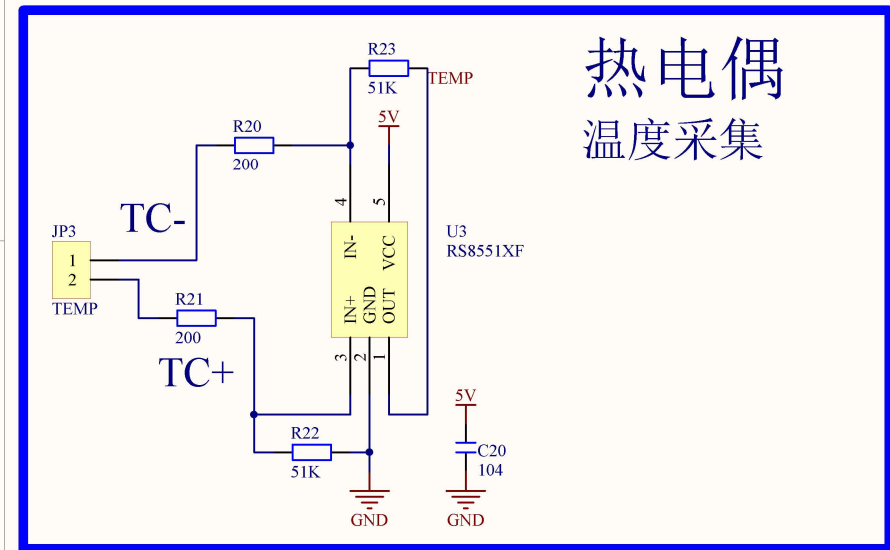 热电偶
温度采集
R23
51K
TEMP
5V
R20
200
4
5
TC-
IN-
VCC
U3
RS8551XF
JP3
1
2
TEMP
R21
200
IN+
GND
OUT
3
2
1
TC+
5V
R22
51K
C20
104
GND
GND